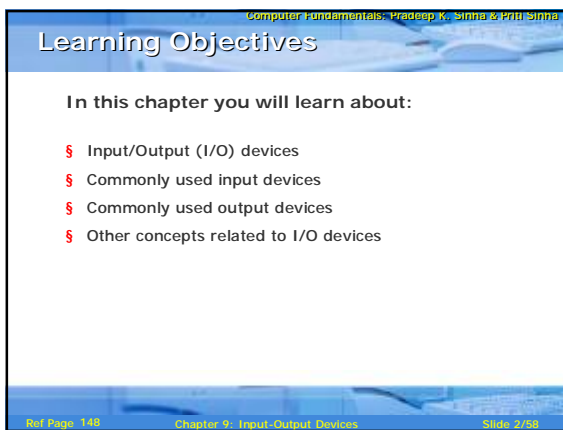 Computer Fundamentals: Pradeep K. Sinha & Priti Sinha
Learning Objectives
In this chapter you will learn about:
§ Input/Output (I/O) devices
§ Commonly used input devices
§ Commonly used output devices
§ Other concepts related to I/O devices
Ref Page 148 Chapter 9: Input-Output Devices Slide 2/58